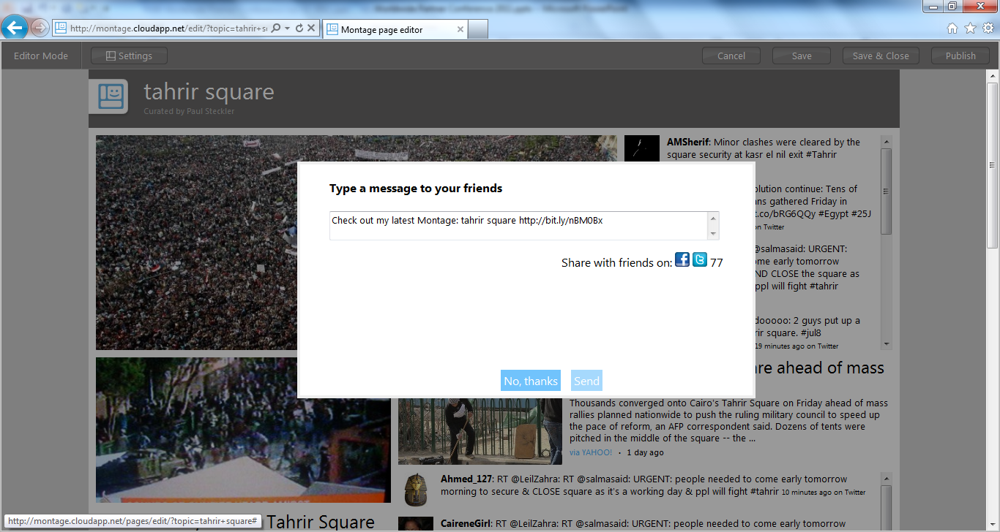 http://montage.cloudapp.net/edit/?topic=tahrir+s
Montage page editor
Editor Mode
Settings
Cancel
Save
Save & Close
Publish
tahrir square
Curated by Paul Steckler
AMSherif: Minor clashes were cleared by the
square security at kasr el nil exit #Tahrir
Type a message to your friends
Check out my latest Montage: tahrir square http://bit.ly/nBM0Bx
Share with friends on: 77
No, thanks
Send
olution continue: Tens of
ns gathered Friday in
t.co/bRG6QQy #Egypt #25J
on Twitter
@salmasaid: URGENT:
ome early tomorrow
ND CLOSE the square as
ppl will fight #tahrir
dooooo: 2 guys put up a
rir square. #jul8
19 minutes ago on Twitter
re ahead of mass
Thousands converged onto Cairo's Tahrir Square on Friday ahead of mass
rallies planned nationwide to push the ruling military council to speed up
the pace of reform, an AFP correspondent said. Dozens of tents were
pitched in the middle of the square -- the ...
via YAHOO! · 1 day ago
Ahmed_127: RT @LeilZahra: RT @salmasaid: URGENT: people needed to come early tomorrow
morning to secure & CLOSE square as it's a working day & ppl will fight #tahrir 10 minutes ago on Twitter
Tahrir Square
CaireneGirl: RT @LeilZahra: RT @salmasaid: URGENT: people needed to come early tomorrow
http://montage.cloudapp.net/pages/edit/?topic=tahrir+square#